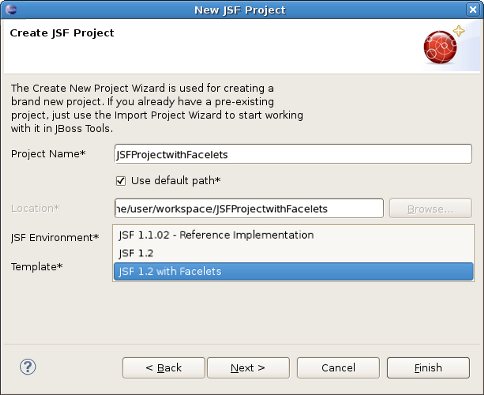 New JSF Project
Create JSF Project
The Create New Project Wizard is used for creating a
brand new project. If you already have a pre-existing
project, just use the Import Project Wizard to start working
with it in JBoss Tools.
Project Name*
JSFProjectwithFacelets
Use default path*
Location*
ne/user/workspace/JSFProjectwithFacelets
Browse...
JSF Environment*
JSF 1.1.02 - Reference Implementation
JSF 1.2
Template*
JSF 1.2 with Facelets
?
< Back
Next >
Cancel
Finish